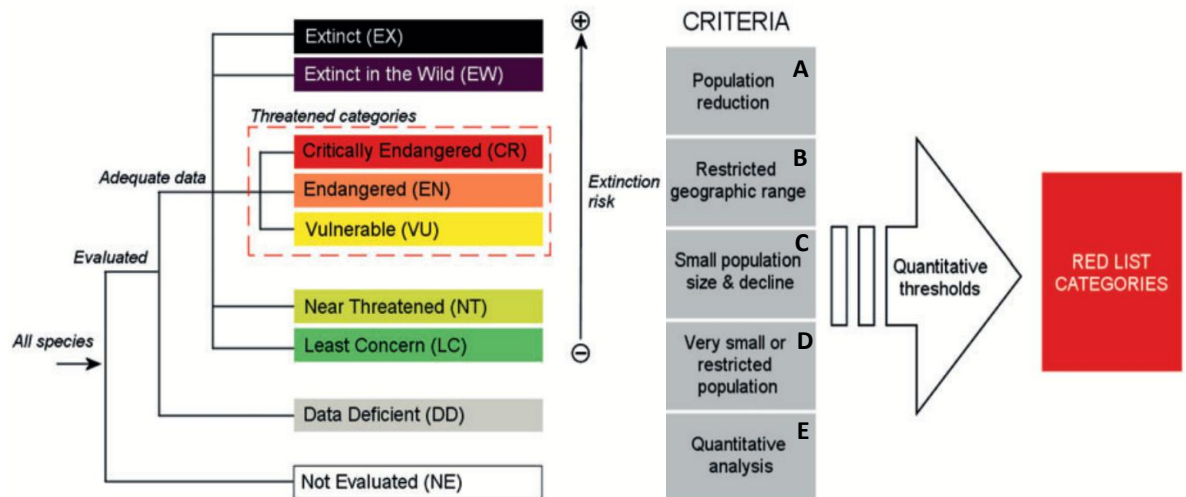 Extinct (EX)
Extinct in the Wild (EW)
Threatened categories
Critically Endangered (CR)
Adequate data
Endangered (EN)
Vulnerable (VU)
Evaluated
Near Threatened (NT)
All species
Least Concern (LC)
Data Deficient (DD)
Not Evaluated (NE)
+
Extinction
risk
−
CRITERIA
A
Population
reduction
B
Restricted
geographic range
C
Small population
size & decline
D
Very small or
restricted
population
E
Quantitative
analysis
Quantitative
thresholds
RED LIST
CATEGORIES